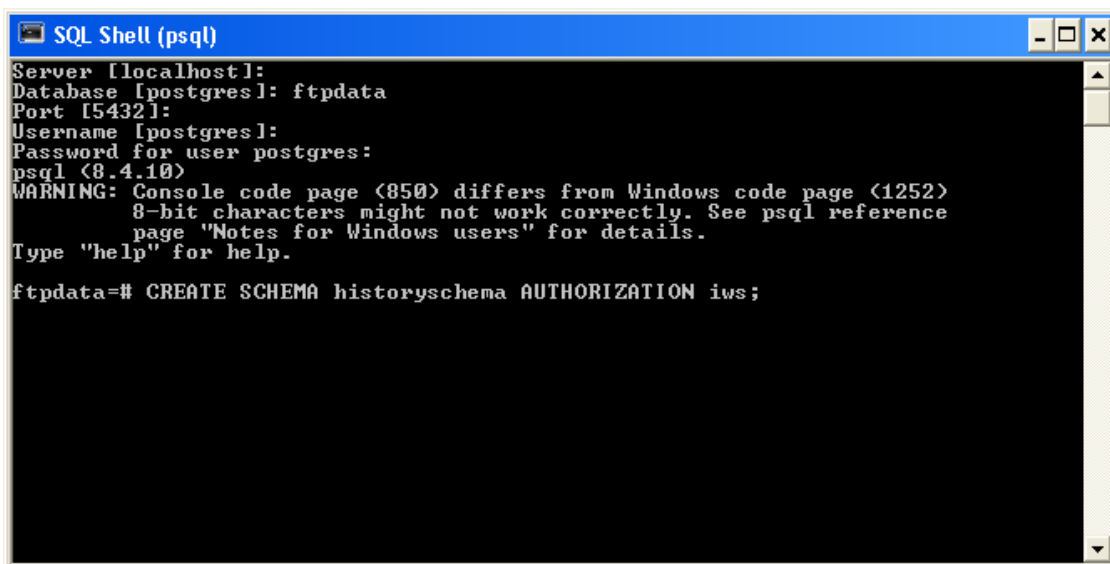 SQL Shell (psql)
Server [localhost]:
Database [postgres]: ftpdata
Port [5432]:
Username [postgres]:
Password for user postgres:
psql (8.4.10)
WARNING: Console code page (850) differs from Windows code page (1252)
         8-bit characters might not work correctly. See psql reference
         page "Notes for Windows users" for details.
Type "help" for help.
ftpdata=# CREATE SCHEMA historyschema AUTHORIZATION iws;